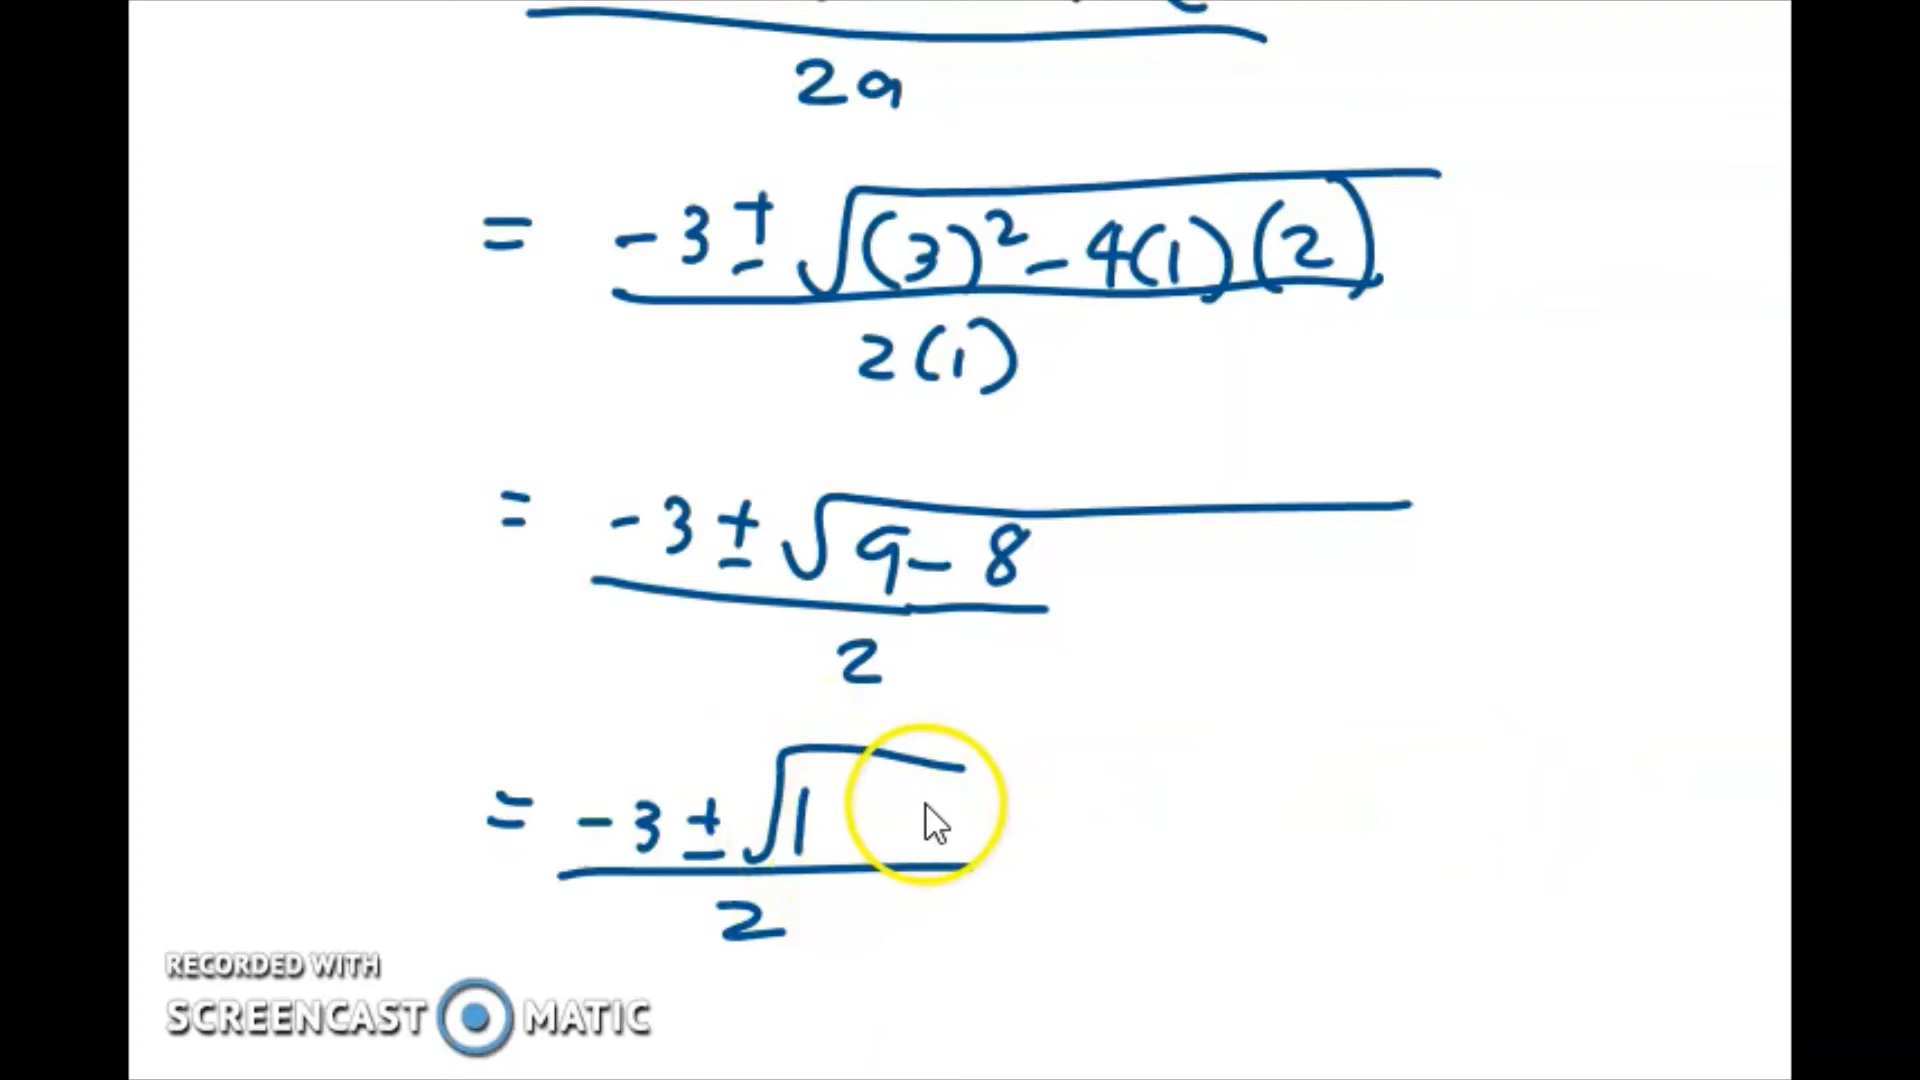 2a
= -3 ± √(3)² - 4(1)(2)
2(1)
= -3 ± √9 - 8
2
= -3 ± √1
2
RECORDED WITH
SCREENCAST MATIC